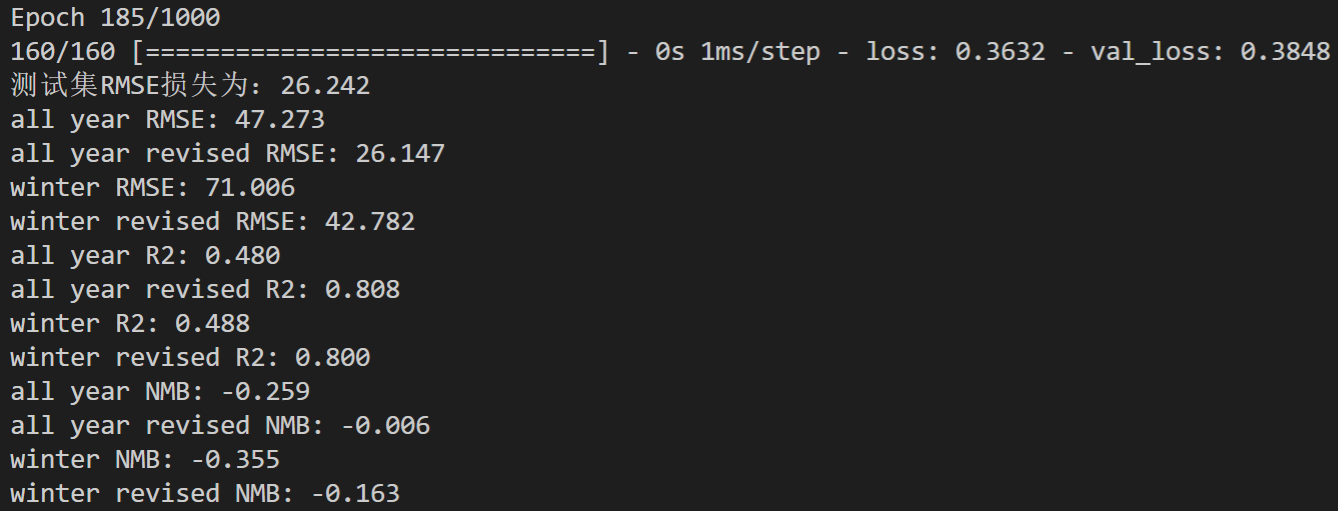 Epoch 185/1000
160/160 [==============================] - 0s 1ms/step - loss: 0.3632 - val_loss: 0.3848
测试集RMSE损失为: 26.242
all year RMSE: 47.273
all year revised RMSE: 26.147
winter RMSE: 71.006
winter revised RMSE: 42.782
all year R2: 0.480
all year revised R2: 0.808
winter R2: 0.488
winter revised R2: 0.800
all year NMB: -0.259
all year revised NMB: -0.006
winter NMB: -0.355
winter revised NMB: -0.163